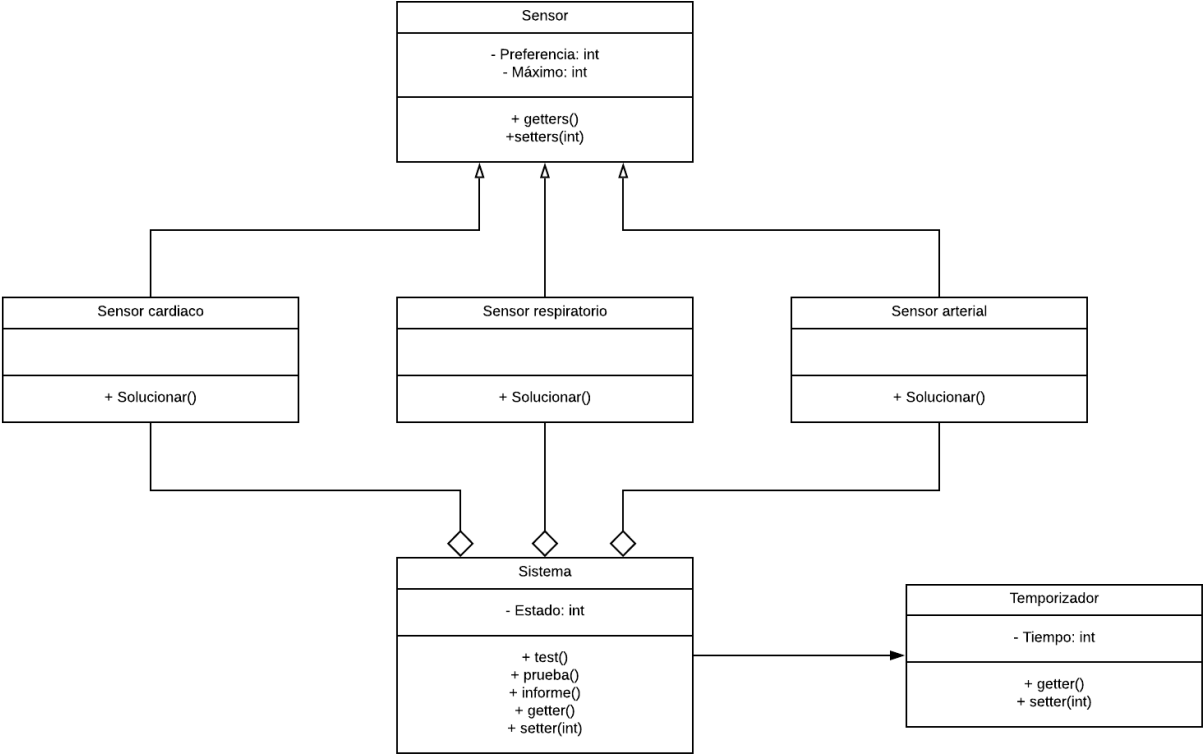 Sensor
- Preferencia: int
- Máximo: int
+ getters()
+setters(int)
Sensor cardiaco
+ Solucionar()
Sensor respiratorio
+ Solucionar()
Sensor arterial
+ Solucionar()
Sistema
- Estado: int
+ test()
+ prueba()
+ informe()
+ getter()
+ setter(int)
Temporizador
- Tiempo: int
+ getter()
+ setter(int)